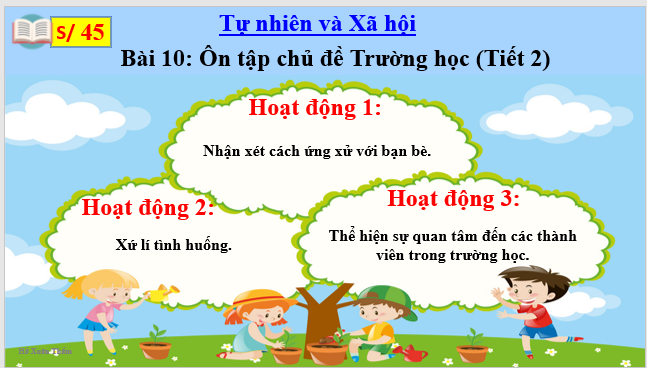 S/ 45
Tự nhiên và Xã hội
Bài 10: Ôn tập chủ đề Trường học (Tiết 2)
Hoạt động 1:
Nhận xét cách ứng xử với bạn bè.
Hoạt động 2:
Xứ lí tình huống.
Hoạt động 3:
Thể hiện sự quan tâm đến các thành
viên trong trường học.